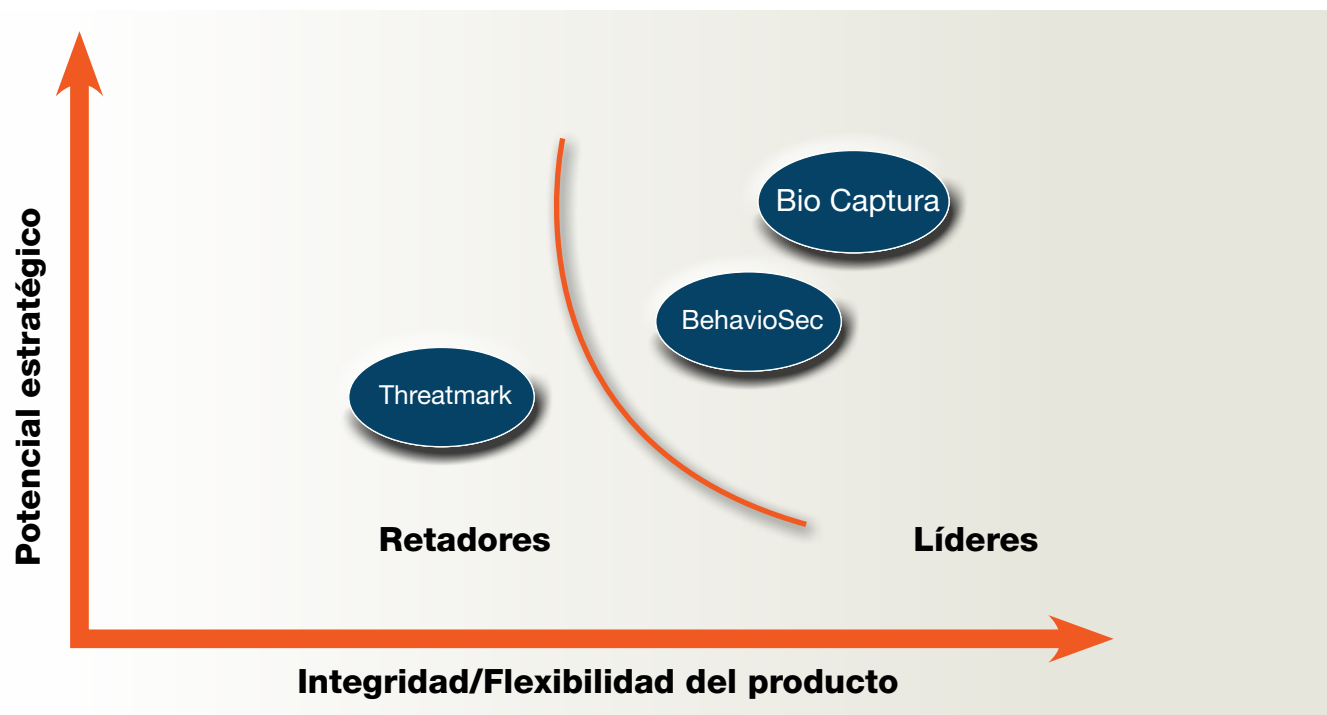 Potencial estratégico
Bio Captura
BehavioSec
Threatmark
Retadores
Líderes
Integridad/Flexibilidad del producto